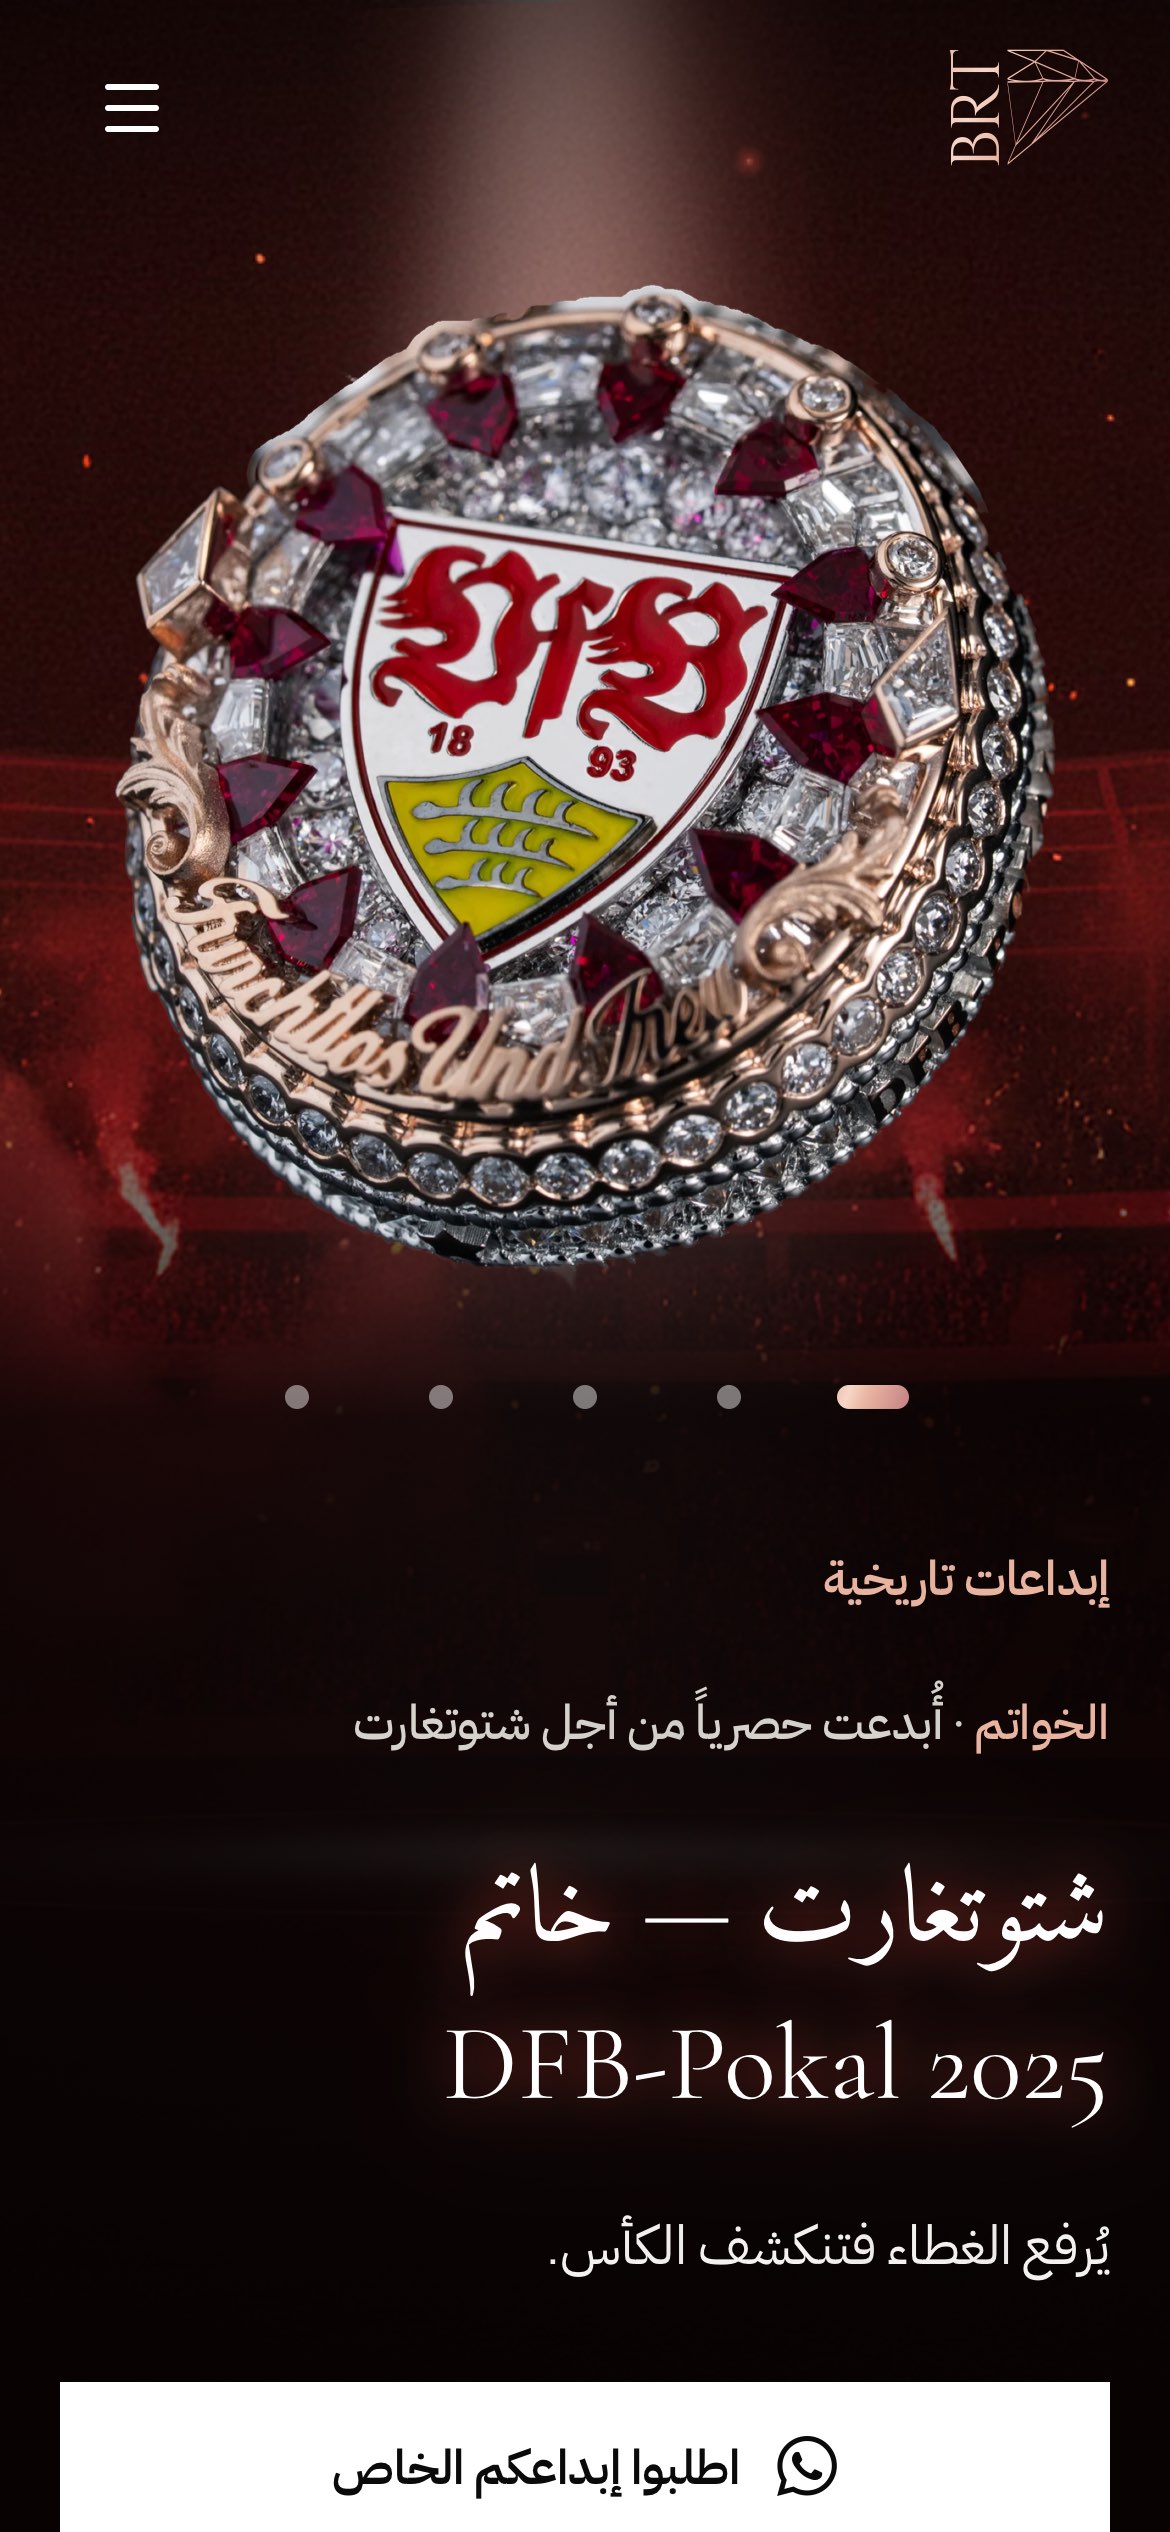 BRT
VfB
18 93
Furchtlos Und Treu
DFB
إبداعات تاريخية
الخواتم · أُبدعت حصرياً من أجل شتوتغارت
شتوتغارت — خاتم
DFB-Pokal 2025
يُرفع الغطاء فتنكشف الكأس.
اطلبوا إبداعكم الخاص